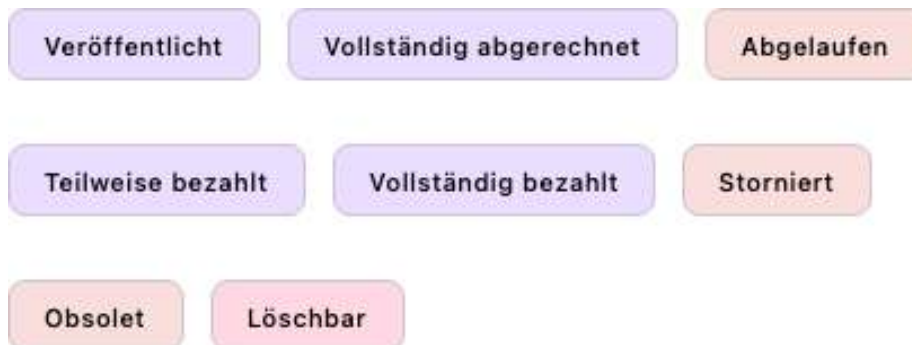 Veröffentlicht Vollständig abgerechnet Abgelaufen
Teilweise bezahlt Vollständig bezahlt Storniert
Obsolet Löschbar